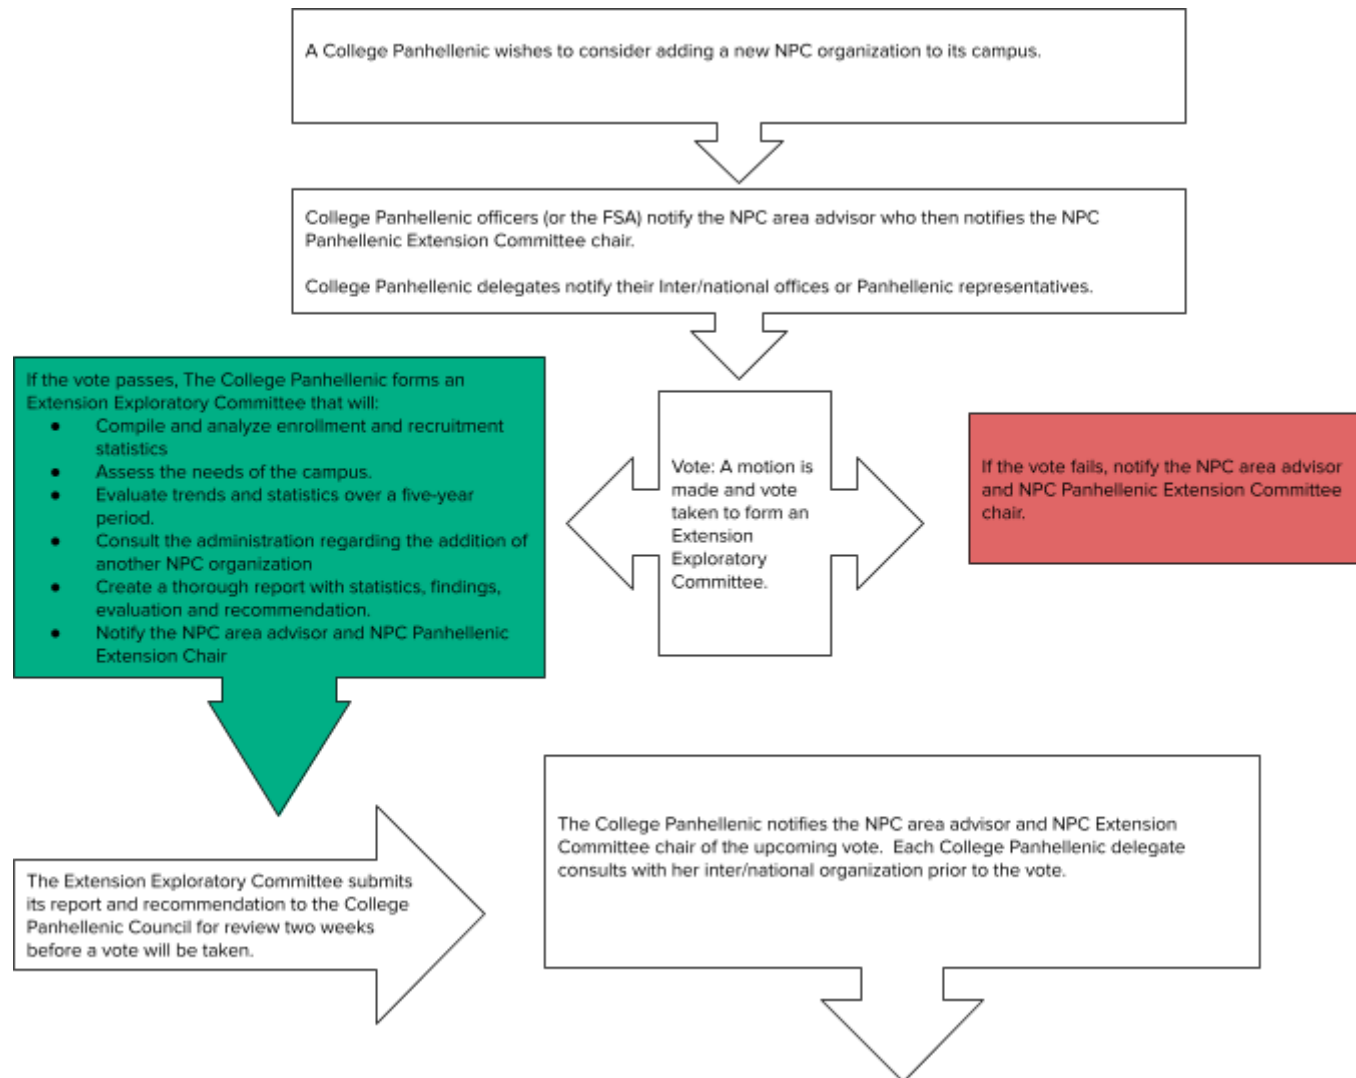 A College Panhellenic wishes to consider adding a new NPC organization to its campus.
College Panhellenic officers (or the FSA) notify the NPC area advisor who then notifies the NPC
Panhellenic Extension Committee chair.
College Panhellenic delegates notify their Inter/national offices or Panhellenic representatives.
If the vote passes, The College Panhellenic forms an
Extension Exploratory Committee that will:
● Compile and analyze enrollment and recruitment
statistics
● Assess the needs of the campus.
● Evaluate trends and statistics over a five-year
period.
● Consult the administration regarding the addition of
another NPC organization
● Create a thorough report with statistics, findings,
evaluation and recommendation.
● Notify the NPC area advisor and NPC Panhellenic
Extension Chair
Vote: A motion is
made and vote
taken to form an
Extension
Exploratory
Committee.
If the vote fails, notify the NPC area advisor
and NPC Panhellenic Extension Committee
chair.
The Extension Exploratory Committee submits
its report and recommendation to the College
Panhellenic Council for review two weeks
before a vote will be taken.
The College Panhellenic notifies the NPC area advisor and NPC Extension
Committee chair of the upcoming vote.  Each College Panhellenic delegate
consults with her inter/national organization prior to the vote.